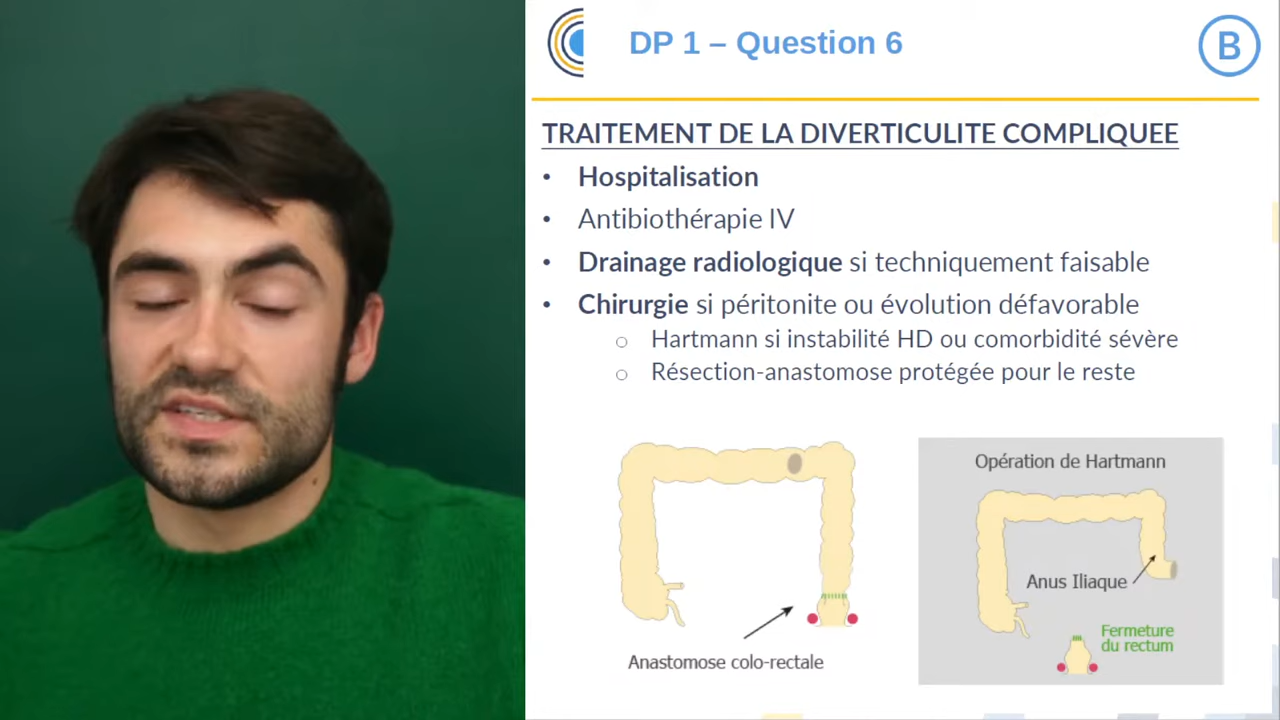 DP 1 – Question 6
B
TRAITEMENT DE LA DIVERTICULITE COMPLIQUEE
• Hospitalisation
• Antibiothérapie IV
• Drainage radiologique si techniquement faisable
• Chirurgie si péritonite ou évolution défavorable
○ Hartmann si instabilité HD ou comorbidité sévère
○ Résection-anastomose protégée pour le reste
Anastomose colo-rectale
Opération de Hartmann
Anus Iliaque
Fermeture
du rectum